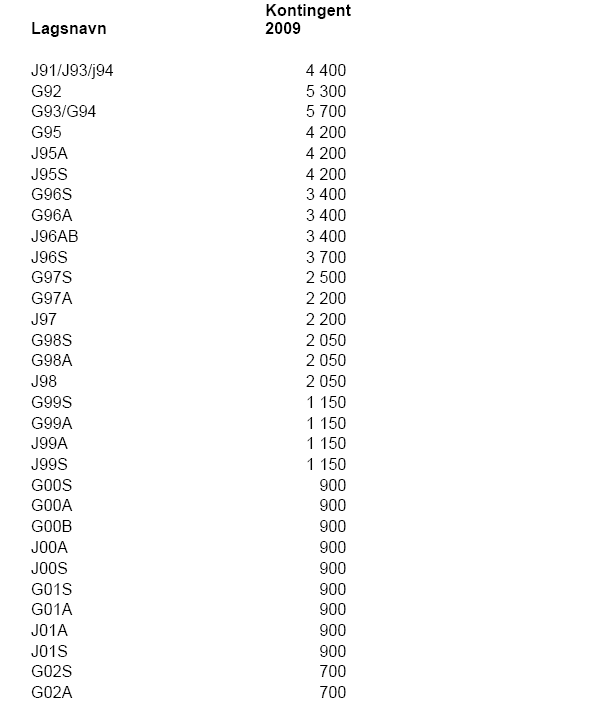 Kontingent
Lagsnavn 2009
J91/J93/j94 4 400
G92 5 300
G93/G94 5 700
G95 4 200
J95A 4 200
J95S 4 200
G96S 3 400
G96A 3 400
J96AB 3 400
J96S 3 700
G97S 2 500
G97A 2 200
J97 2 200
G98S 2 050
G98A 2 050
J98 2 050
G99S 1 150
G99A 1 150
J99A 1 150
J99S 1 150
G00S 900
G00A 900
G00B 900
J00A 900
J00S 900
G01S 900
G01A 900
J01A 900
J01S 900
G02S 700
G02A 700